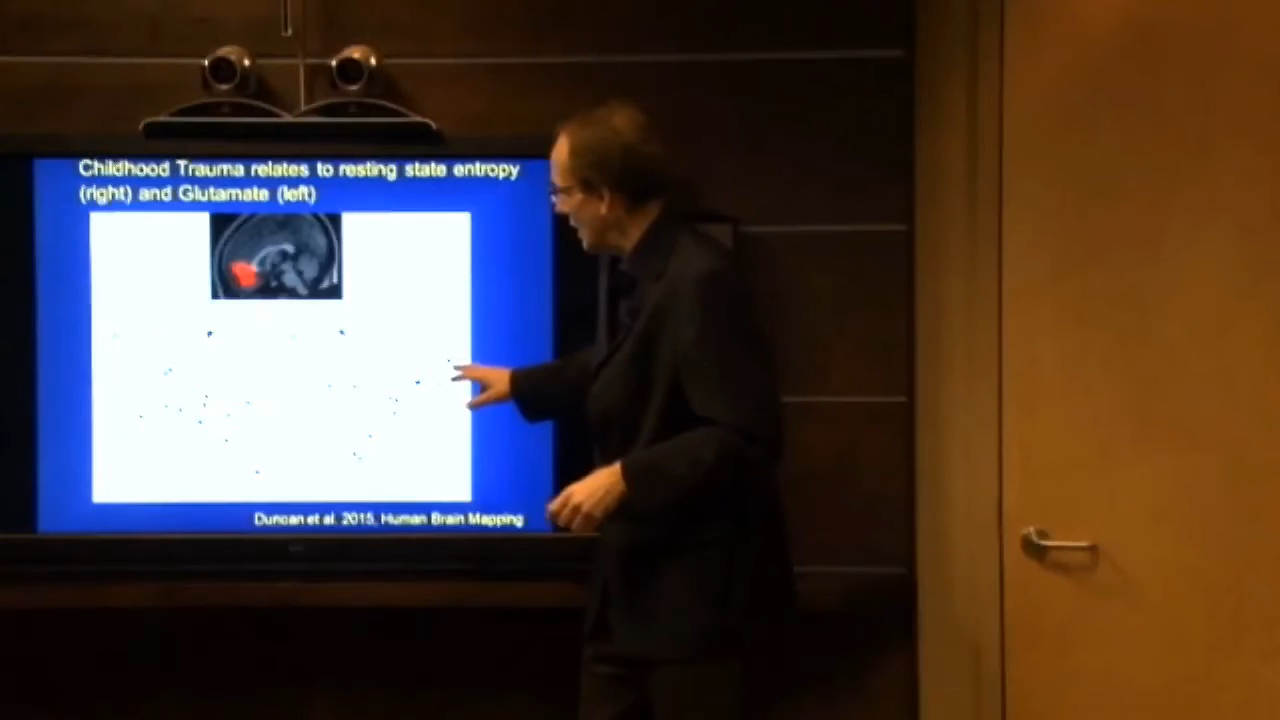 Childhood Trauma relates to resting state entropy
(right) and Glutamate (left)
Duncan et al. 2015, Human Brain Mapping